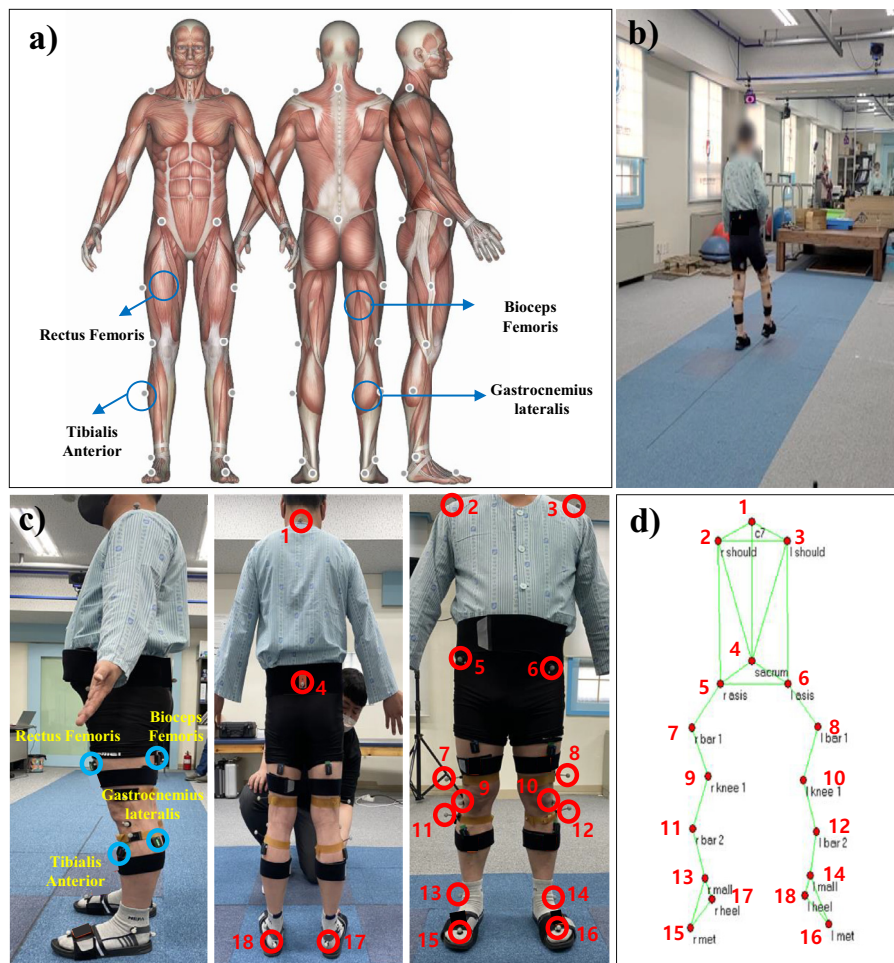 a)
Rectus Femoris
Tibialis
Anterior
Bioceps
Femoris
Gastrocnemius
lateralis
b)
c)
Rectus Femoris
Bioceps
Femoris
Gastrocnemius
lateralis
Tibialis
Anterior
1
4
18
17
2
3
5
6
7
8
9
10
11
12
13
14
15
16
d)
1
c7
2
3
r should
l should
4
sacrum
5
6
r asis
l asis
7
8
r bar 1
l bar 1
9
10
r knee 1
l knee 1
11
12
r bar 2
l bar 2
13
14
r mall
l mall
17
18
r heel
l heel
15
16
r met
l met